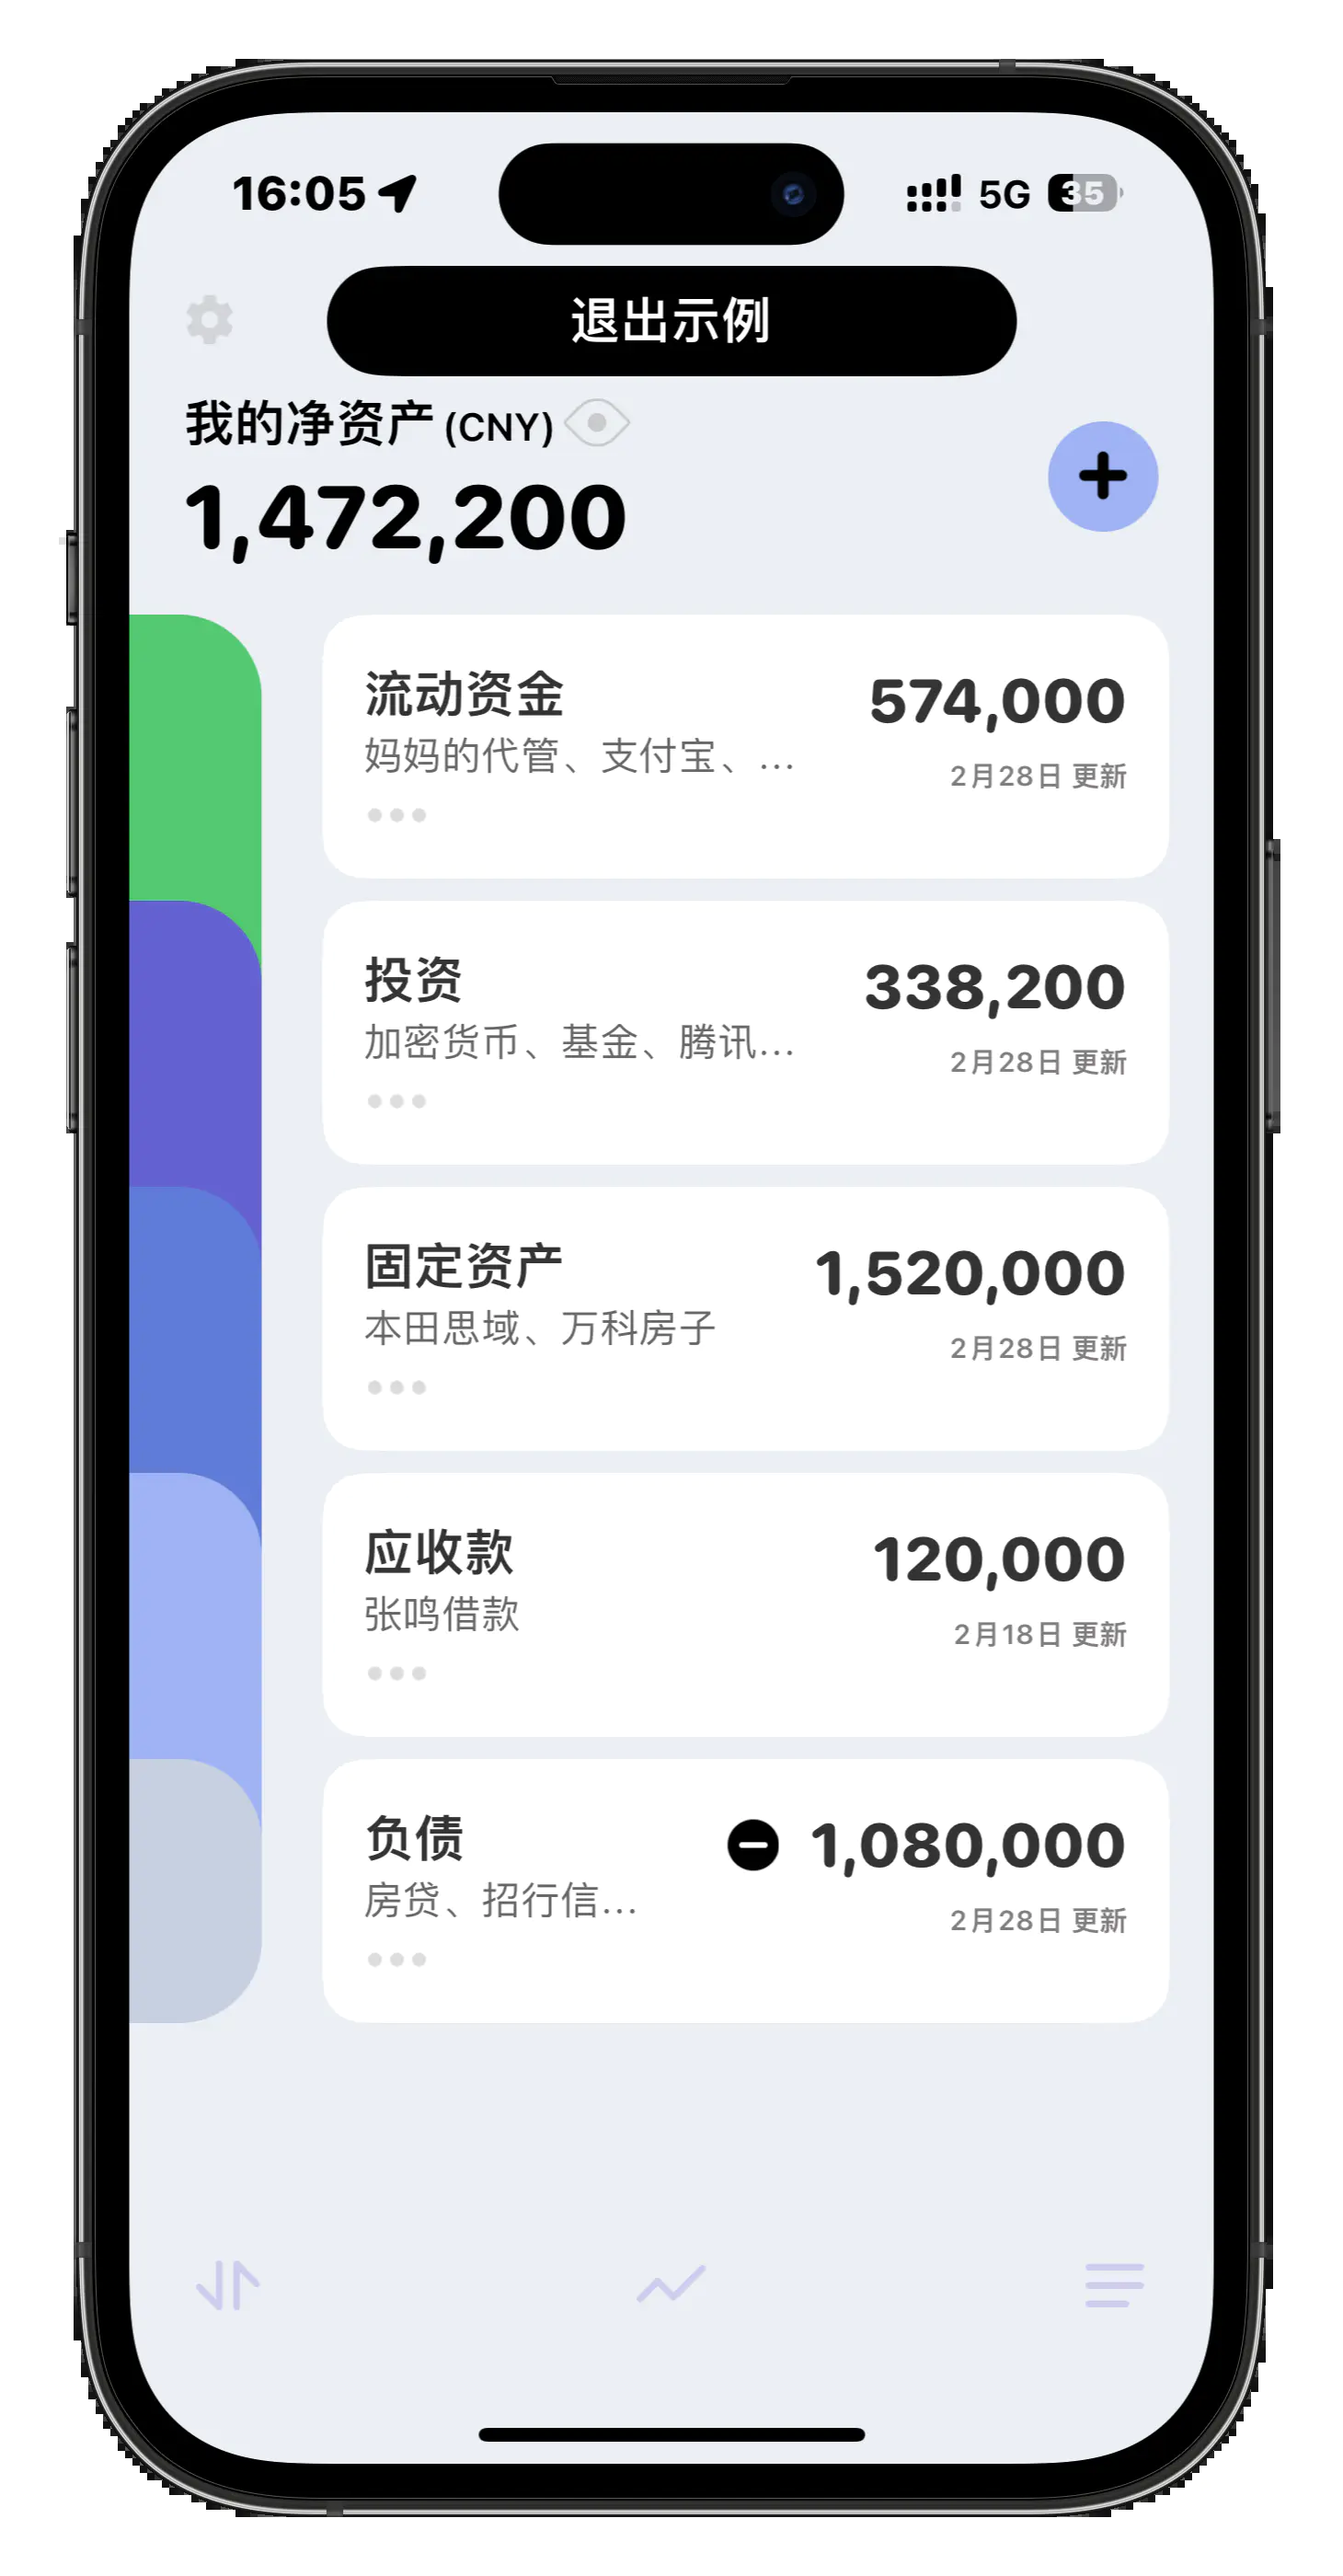 16:05 5G 35
退出示例
我的净资产 (CNY)
1,472,200
流动资金 574,000
妈妈的代管、支付宝、... 2月28日 更新
投资 338,200
加密货币、基金、腾讯... 2月28日 更新
固定资产 1,520,000
本田思域、万科房子 2月28日 更新
应收款 120,000
张鸣借款 2月18日 更新
负债 1,080,000
房贷、招行信... 2月28日 更新